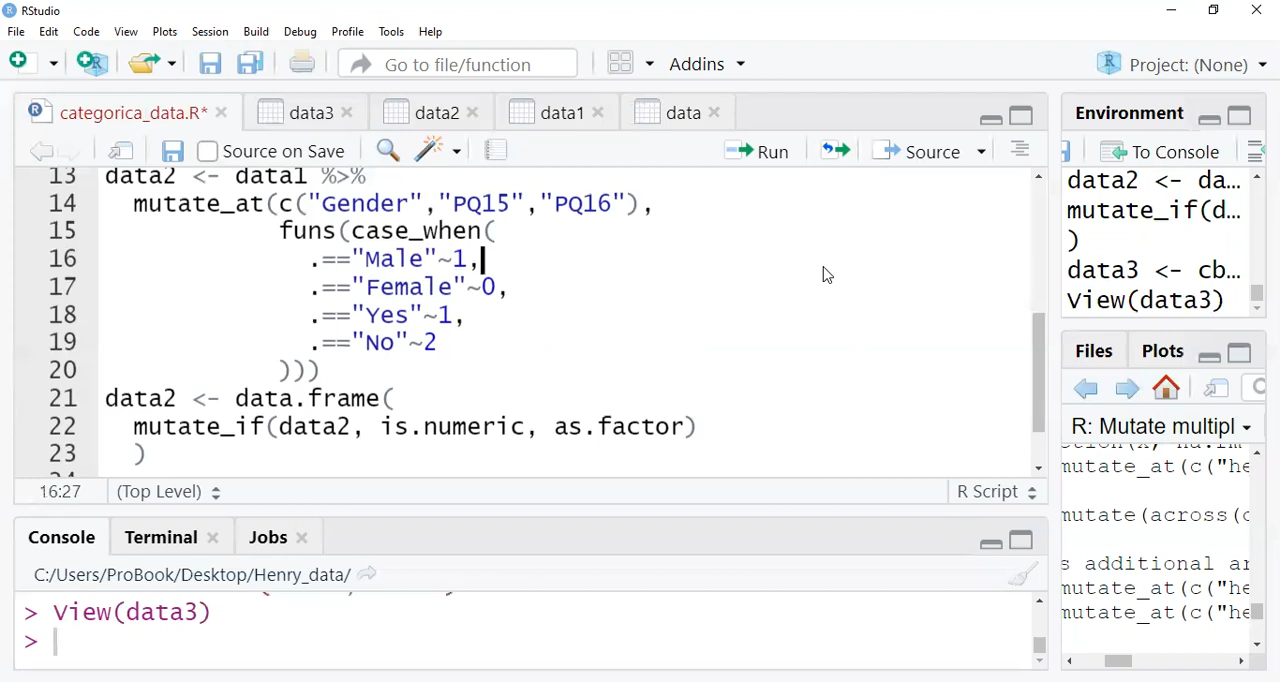 RStudio
File Edit Code View Plots Session Build Debug Profile Tools Help
Go to file/function Addins Project: (None)
categorica_data.R* data3 data2 data1 data
Source on Save Run Source
13 data2 <- data1 %>%
14 mutate_at(c("Gender","PQ15","PQ16"),
15 funs(case_when(
16 .=="Male"~1,
17 .=="Female"~0,
18 .=="Yes"~1,
19 .=="No"~2
20 )))
21 data2 <- data.frame(
22 mutate_if(data2, is.numeric, as.factor)
23 )
16:27 (Top Level) R Script
Console Terminal Jobs
C:/Users/ProBook/Desktop/Henry_data/
> View(data3)
>
Environment
To Console
data2 <- da...
mutate_if(d...
)
data3 <- cb...
View(data3)
Files Plots
R: Mutate multipl
mutate_at(c("he
mutate(across(c
s additional ar
mutate_at(c("he
mutate_at(c("he